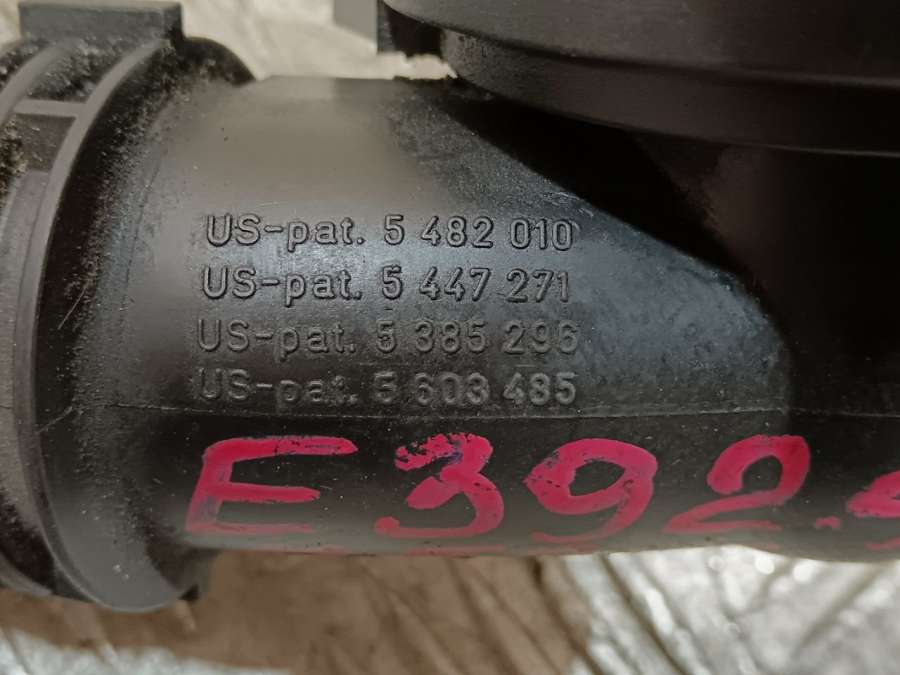 US-pat. 5 482 010
US-pat. 5 447 271
US-pat. 5 385 296
US-pat. 5 603 485
E392.